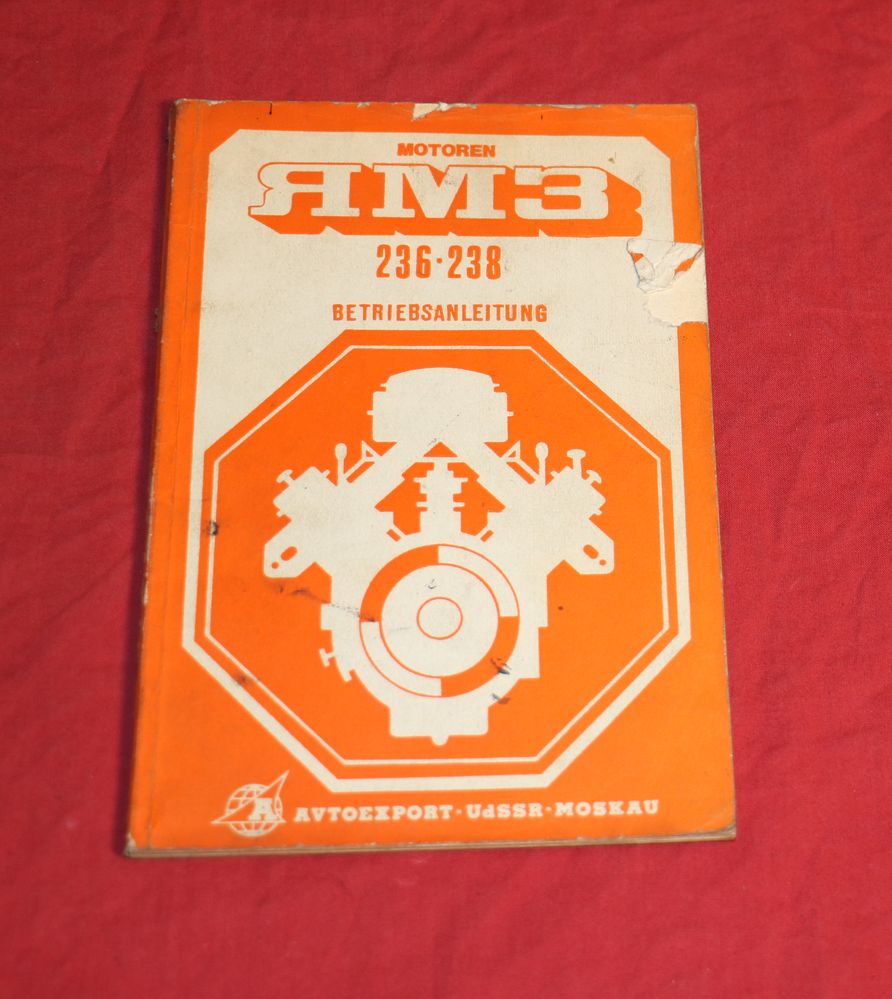 MOTOREN
ЯМЗ
236·238
BETRIEBSANLEITUNG
A AVTOEXPORT·UdSSR·MOSKAU